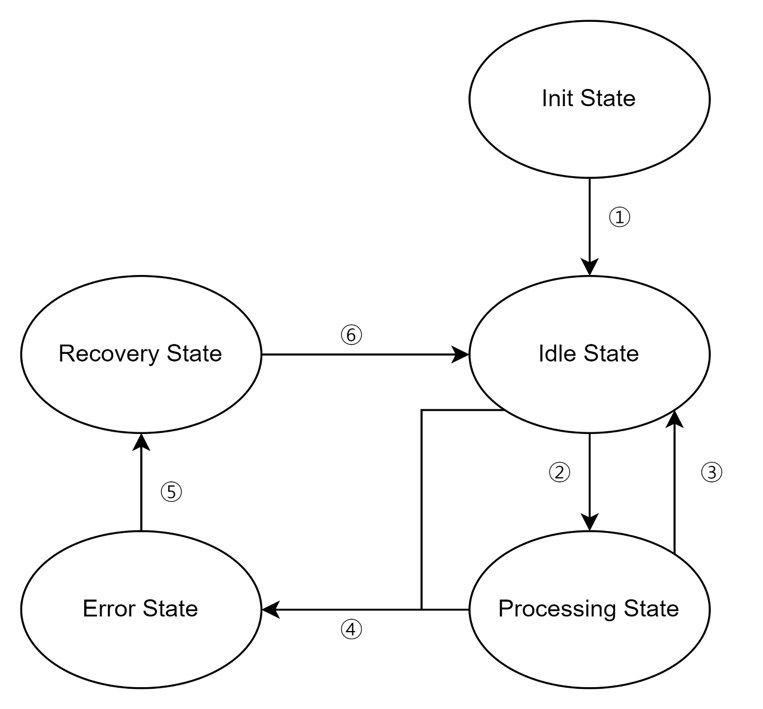 Init State
①
Recovery State
⑥
Idle State
②
③
⑤
Error State
④
Processing State